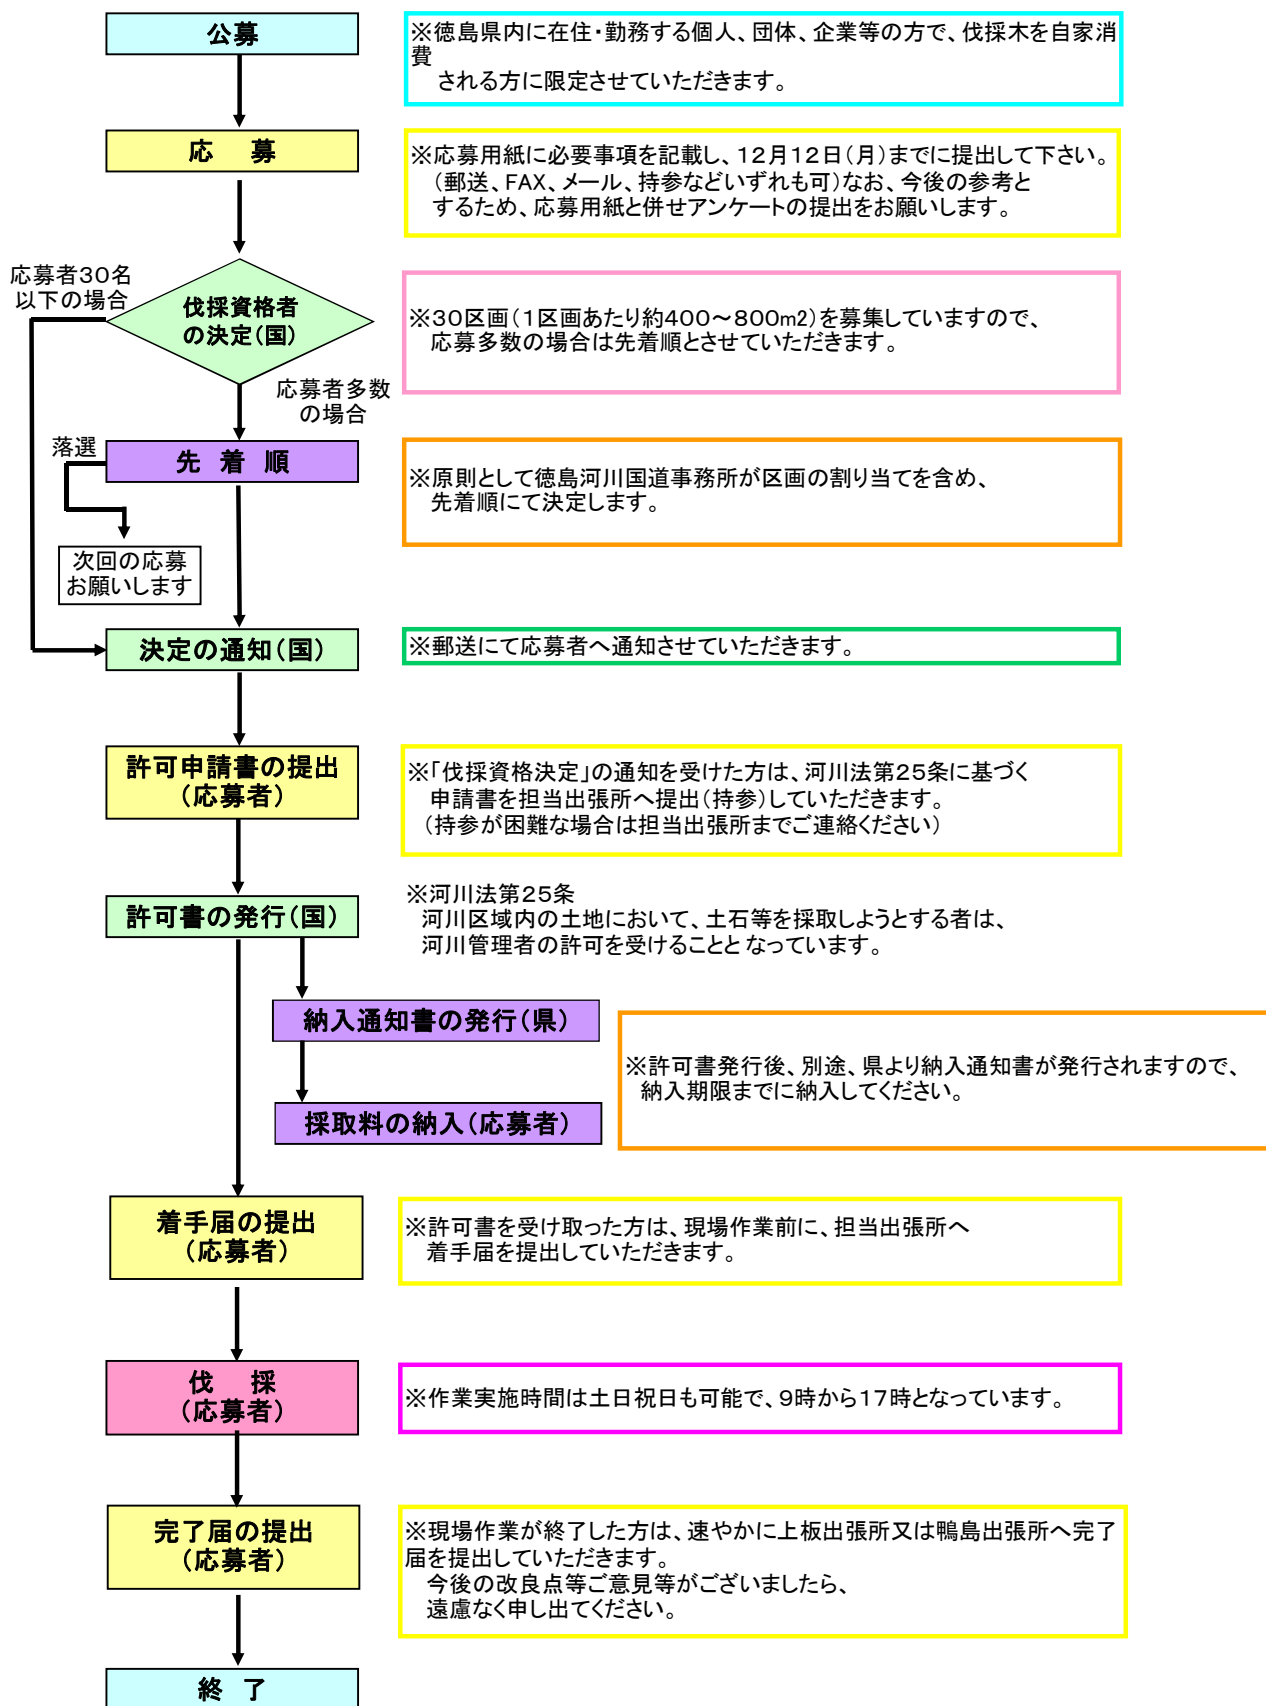 公募
※徳島県内に在住・勤務する個人、団体、企業等の方で、伐採木を自家消
費
される方に限定させていただきます。
応 募
※応募用紙に必要事項を記載し、12月12日(月)までに提出して下さい。
(郵送、FAX、メール、持参などいずれも可)なお、今後の参考と
するため、応募用紙と併せアンケートの提出をお願いします。
応募者30名
以下の場合
伐採資格者
の決定(国)
※30区画(1区画あたり約400～800m2)を募集していますので、
応募多数の場合は先着順とさせていただきます。
応募者多数
の場合
落選
先 着 順
※原則として徳島河川国道事務所が区画の割り当てを含め、
先着順にて決定します。
次回の応募
お願いします
決定の通知(国)
※郵送にて応募者へ通知させていただきます。
許可申請書の提出
(応募者)
※「伐採資格決定」の通知を受けた方は、河川法第25条に基づく
申請書を担当出張所へ提出(持参)していただきます。
(持参が困難な場合は担当出張所までご連絡ください)
許可書の発行(国)
※河川法第25条
河川区域内の土地において、土石等を採取しようとする者は、
河川管理者の許可を受けることとなっています。
納入通知書の発行(県)
※許可書発行後、別途、県より納入通知書が発行されますので、
納入期限までに納入してください。
採取料の納入(応募者)
着手届の提出
(応募者)
※許可書を受け取った方は、現場作業前に、担当出張所へ
着手届を提出していただきます。
伐 採
(応募者)
※作業実施時間は土日祝日も可能で、9時から17時となっています。
完了届の提出
(応募者)
※現場作業が終了した方は、速やかに上板出張所又は鴨島出張所へ完了
届を提出していただきます。
今後の改良点等ご意見等がございましたら、
遠慮なく申し出てください。
終 了